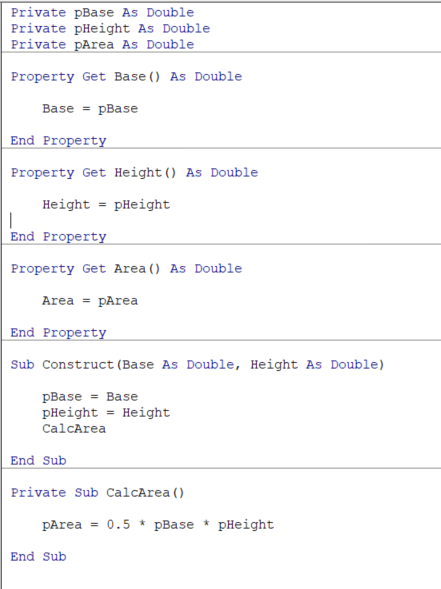 Private pBase As Double
Private pHeight As Double
Private pArea As Double
Property Get Base() As Double
Base = pBase
End Property
Property Get Height() As Double
Height = pHeight
End Property
Property Get Area() As Double
Area = pArea
End Property
Sub Construct(Base As Double, Height As Double)
pBase = Base
pHeight = Height
CalcArea
End Sub
Private Sub CalcArea()
pArea = 0.5 * pBase * pHeight
End Sub